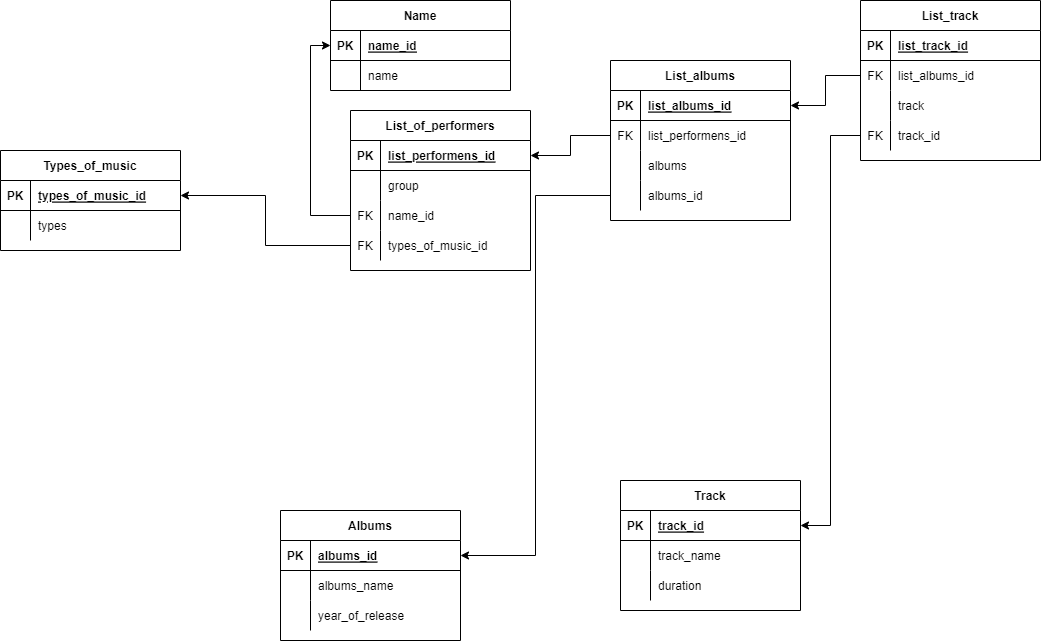 Name
PK name_id
name
List_track
PK list_track_id
FK list_albums_id
track
FK track_id
List_albums
PK list_albums_id
FK list_performens_id
albums
albums_id
List_of_performers
PK list_performens_id
group
FK name_id
FK types_of_music_id
Types_of_music
PK types_of_music_id
types
Albums
PK albums_id
albums_name
year_of_release
Track
PK track_id
track_name
duration